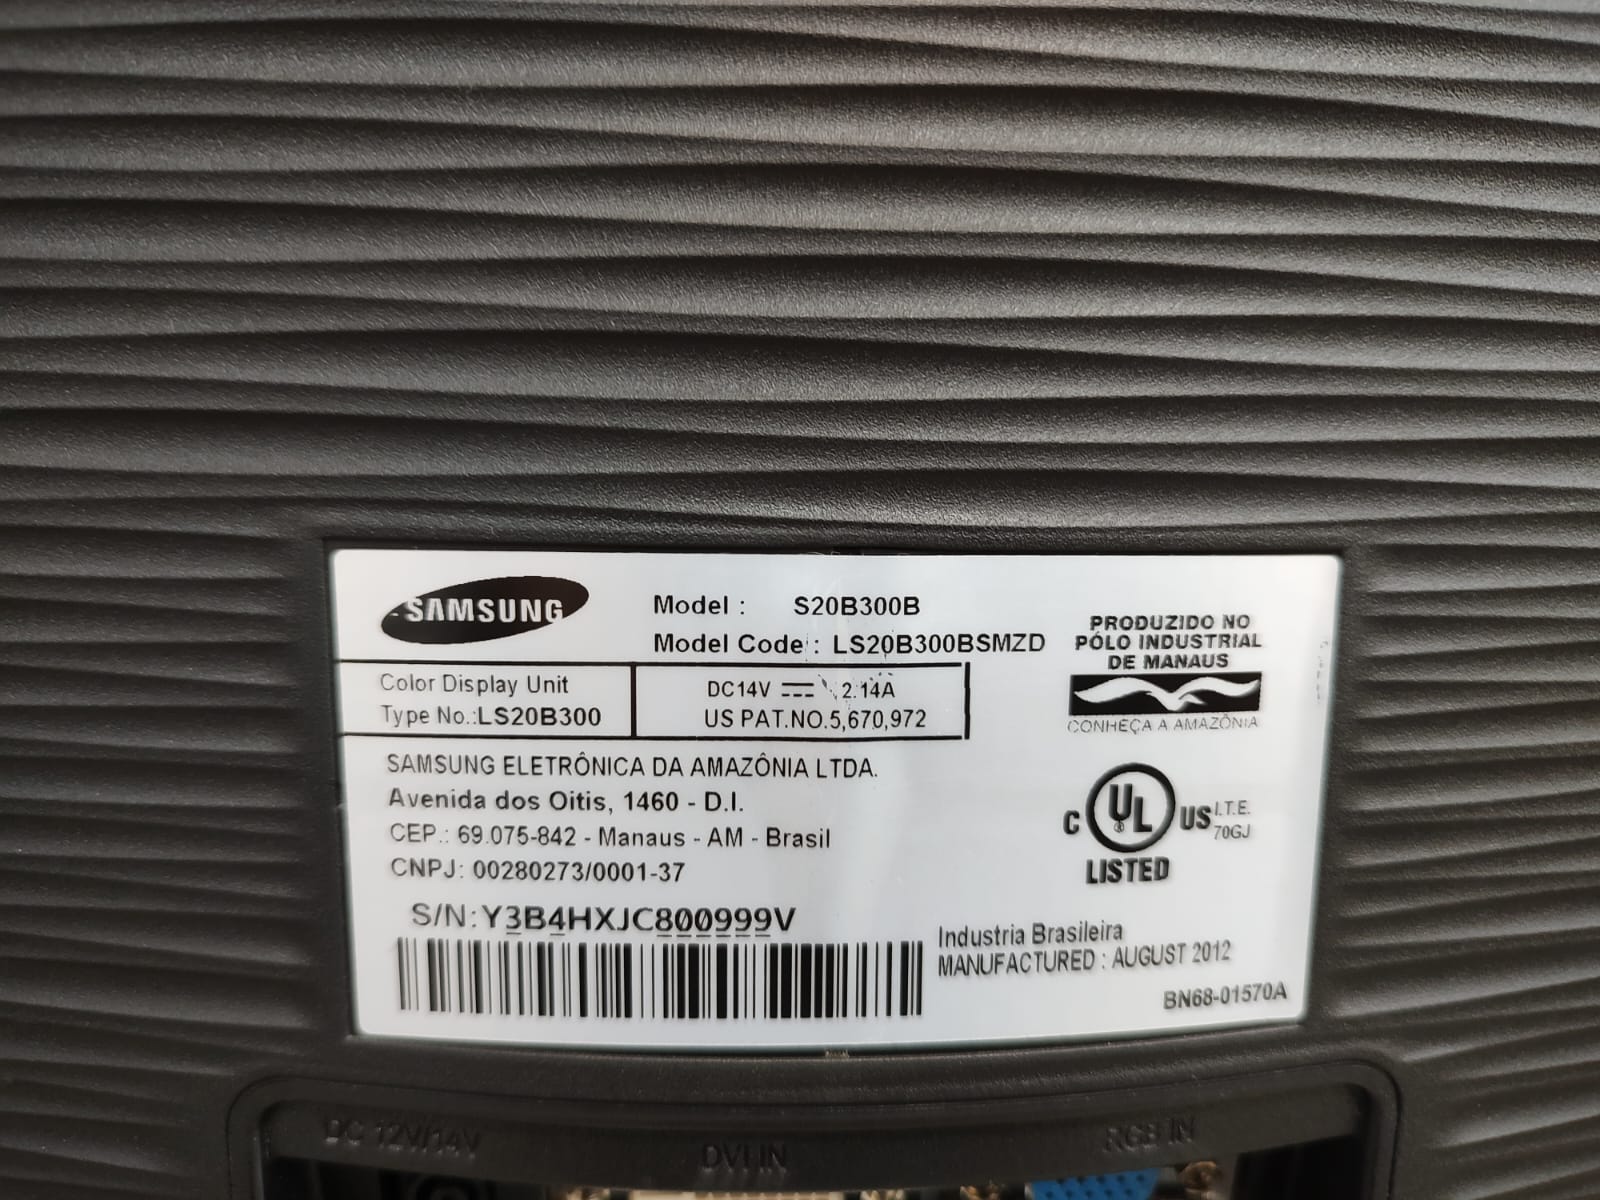 SAMSUNG
Model : S20B300B
Model Code : LS20B300BSMZD
Color Display Unit
Type No.:LS20B300
DC14V ⎓ 2.14A
US PAT.NO.5,670,972
PRODUZIDO NO
PÓLO INDUSTRIAL
DE MANAUS
CONHEÇA A AMAZÔNIA
SAMSUNG ELETRÔNICA DA AMAZÔNIA LTDA.
Avenida dos Oitis, 1460 - D.I.
CEP.: 69.075-842 - Manaus - AM - Brasil
CNPJ: 00280273/0001-37
C UL US I.T.E.
70GJ
LISTED
S/N:Y3B4HXJC800999V
Industria Brasileira
MANUFACTURED : AUGUST 2012
BN68-01570A
DC 12V/14V
DVI IN
RGB IN